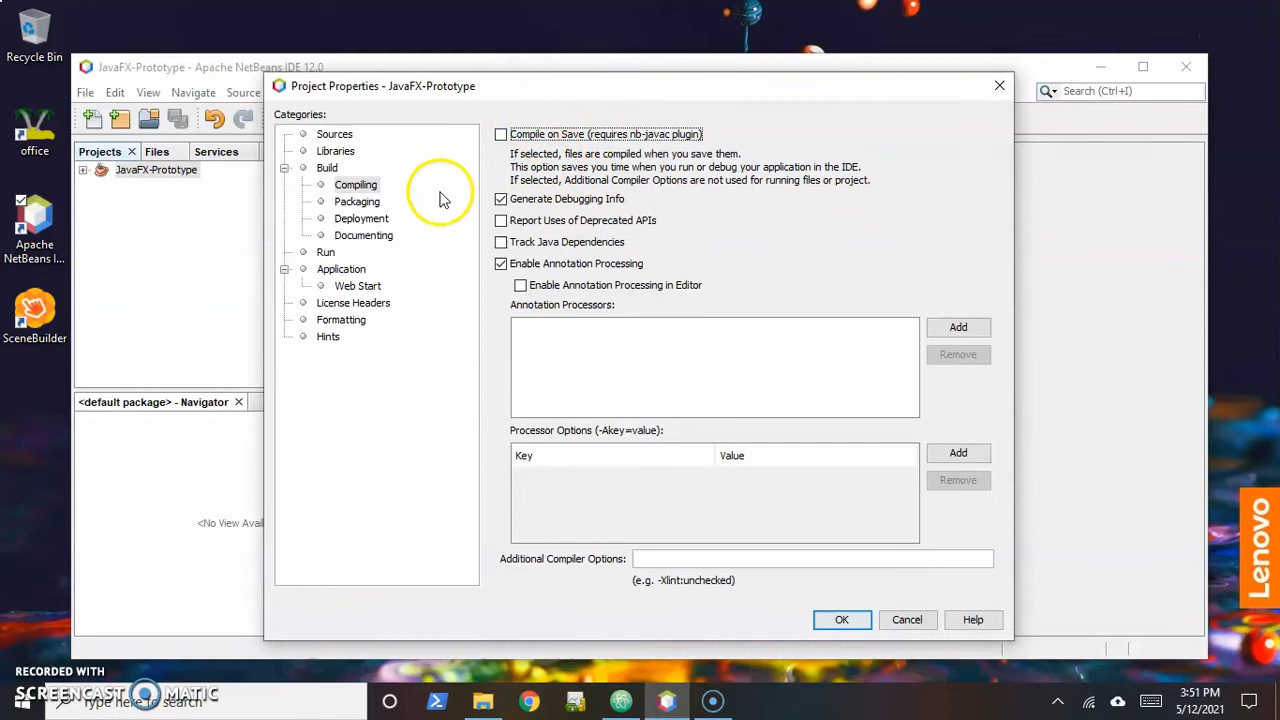 Recycle Bin
office
Apache
NetBeans I...
SceneBuilder
JavaFX-Prototype - Apache NetBeans IDE 12.0
File Edit View Navigate Source
Search (Ctrl+I)
Projects Files Services
JavaFX-Prototype
<default package> - Navigator
<No View Avai
Project Properties - JavaFX-Prototype
Categories:
Sources
Libraries
Build
Compiling
Packaging
Deployment
Documenting
Run
Application
Web Start
License Headers
Formatting
Hints
Compile on Save (requires nb-javac plugin)
If selected, files are compiled when you save them.
This option saves you time when you run or debug your application in the IDE.
If selected, Additional Compiler Options are not used for running files or project.
Generate Debugging Info
Report Uses of Deprecated APIs
Track Java Dependencies
Enable Annotation Processing
Enable Annotation Processing in Editor
Annotation Processors:
Add
Remove
Processor Options (-Akey=value):
Key Value
Add
Remove
Additional Compiler Options:
(e.g. -Xlint:unchecked)
OK Cancel Help
Lenovo
RECORDED WITH
SCREENCAST MATIC
Type here to search
3:51 PM
5/12/2021